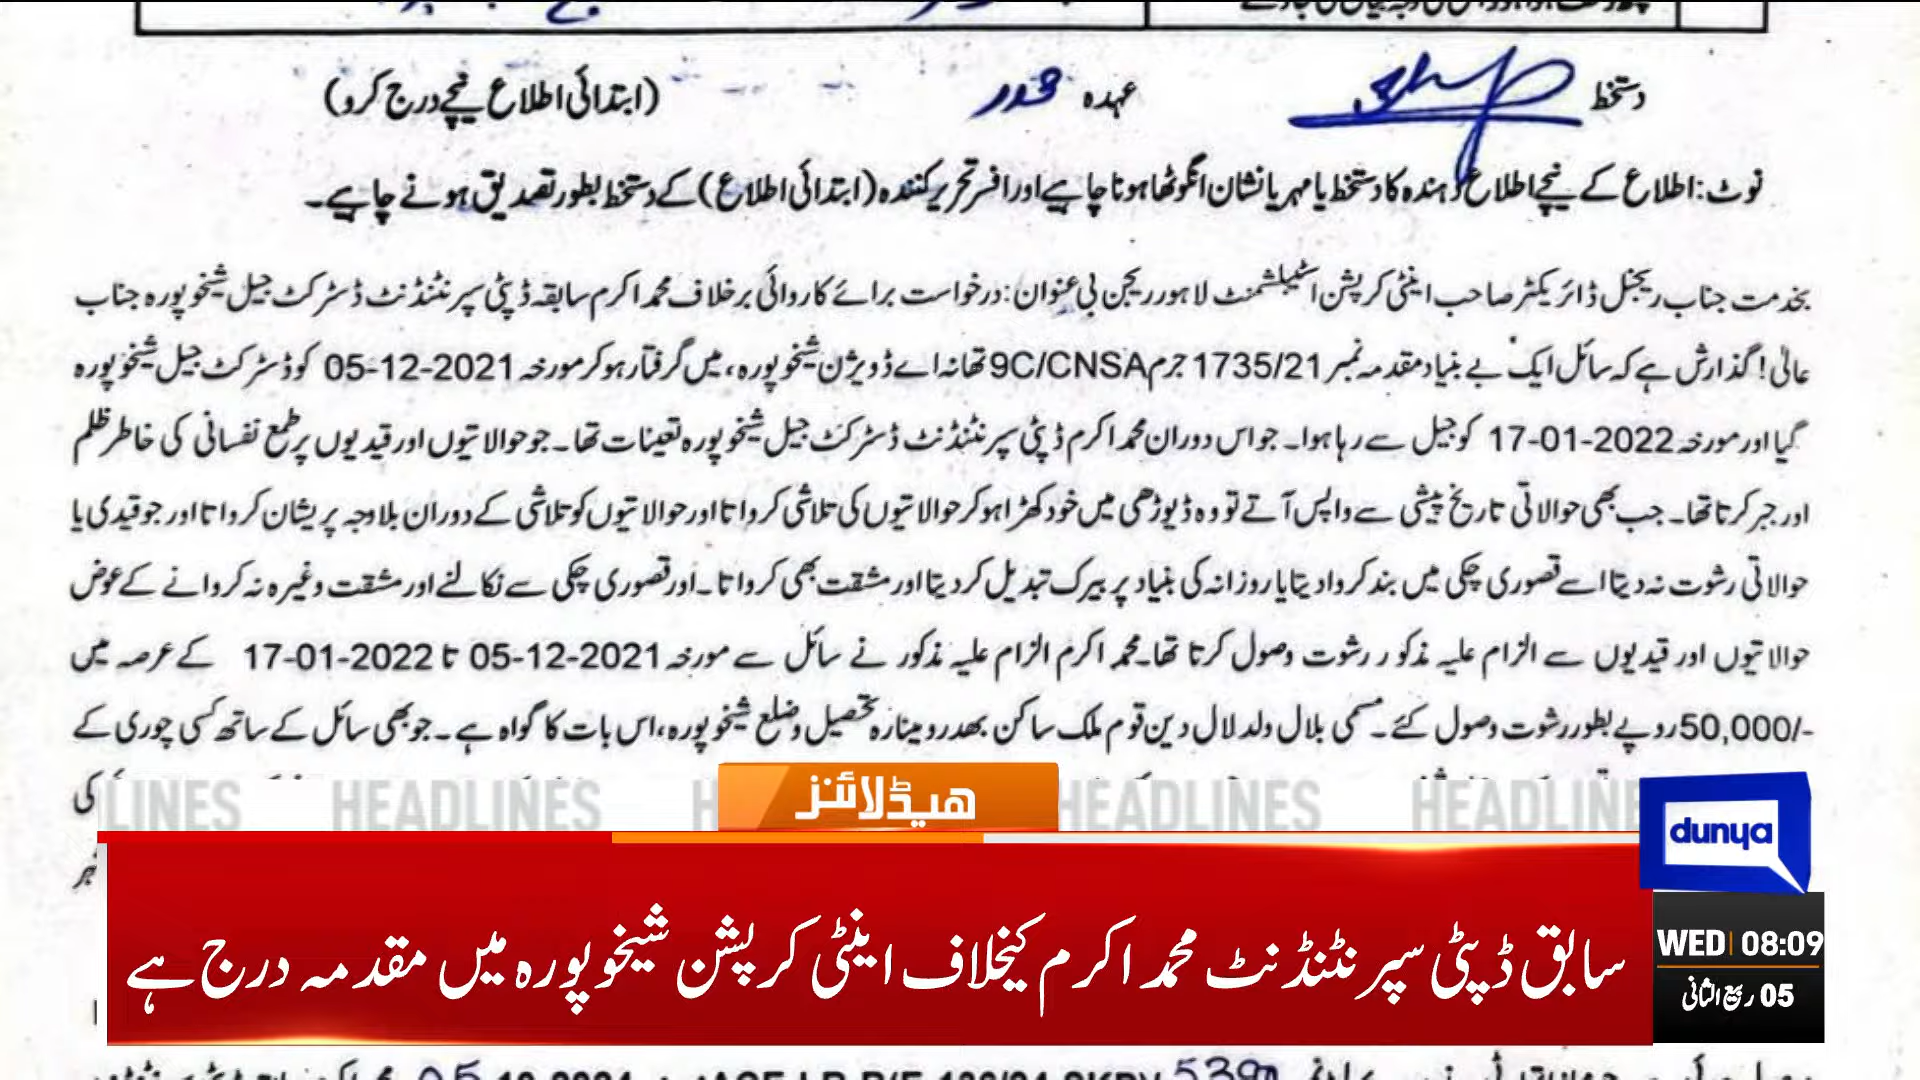 دستخط عہدہ محرر (ابتدائی اطلاع نیچے درج کرو)
نوٹ: اطلاع کے نیچے اطلاع دہندہ کا دستخط یا مہر یا نشان انگوٹھا ہونا چاہیے اور افسر تحریر کنندہ (ابتدائی اطلاع) کے دستخط بطور تصدیق ہونے چاہیے۔
بخدمت جناب ریجنل ڈائریکٹر صاحب اینٹی کرپشن اسٹیبلشمنٹ لاہور ریجن بی عنوان: درخواست برائے کاروائی برخلاف محمد اکرم سابقہ ڈپٹی سپرنٹنڈنٹ ڈسٹرکٹ جیل شیخوپورہ جناب
عالی! گذارش ہے کہ سائل ایک بے بنیاد مقدمہ نمبر 1735/21 جرم 9C/CNSA تھانہ اے ڈویژن شیخوپورہ، میں گرفتار ہو کر مورخہ 05-12-2021 کو ڈسٹرکٹ جیل شیخوپورہ
گیا اور مورخہ 17-01-2022 کو جیل سے رہا ہوا۔ جو اس دوران محمد اکرم ڈپٹی سپرنٹنڈنٹ ڈسٹرکٹ جیل شیخوپورہ تعینات تھا۔ جو حوالاتیوں اور قیدیوں پر طمع نفسانی کی خاطر ظلم
اور جبر کرتا تھا۔ جب بھی حوالاتی تاریخ پیشی سے واپس آتے تو وہ ڈیوڑھی میں خود کھڑا ہو کر حوالاتیوں کی تلاشی کرواتا اور حوالاتیوں کو تلاشی کے دوران بلاوجہ پریشان کرواتا اور جو قیدی یا
حوالاتی رشوت نہ دیتا اسے قصوری چکی میں بند کروا دیتا یا روزانہ کی بنیاد پر بیرک تبدیل کر دیتا اور مشقت بھی کرواتا۔ اور قصوری چکی سے نکالنے اور مشقت وغیرہ نہ کروانے کے عوض
حوالاتیوں اور قیدیوں سے الزام علیہ مذکور رشوت وصول کرتا تھا۔ محمد اکرم الزام علیہ مذکور نے سائل سے مورخہ 05-12-2021 تا 17-01-2022 کے عرصہ میں
50,000/- روپے بطور رشوت وصول کئے۔ مسمی بلال ولد لال دین قوم ملک ساکن بھدرو مینارہ تحصیل و ضلع شیخوپورہ، اس بات کا گواہ ہے۔ جو بھی سائل کے ساتھ کسی چوری کے
کی
HEADLINES HEADLINES HEADLINES
ھیڈلائنز
dunya
سابق ڈپٹی سپرنٹنڈنٹ محمد اکرم کیخلاف اینٹی کرپشن شیخوپورہ میں مقدمہ درج ہے
WED 08:09
05 ربیع الثانی